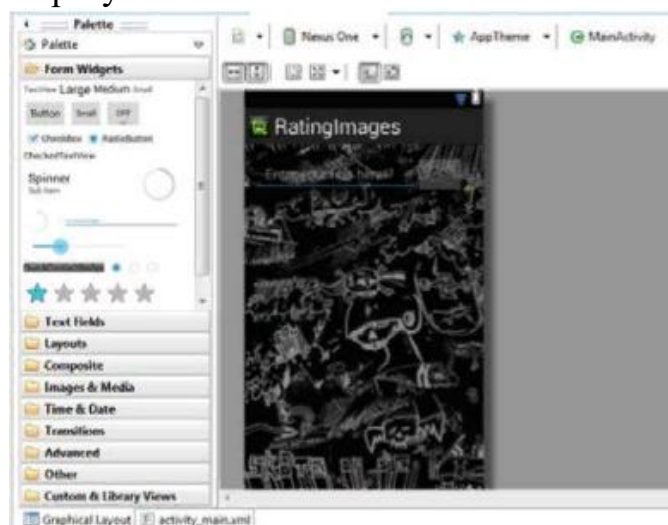 Palette
Palette
Form Widgets
TextView Large Medium Small
Button Small OFF
CheckBox RadioButton
CheckedTextView
Spinner
Sub Item
Text Fields
Layouts
Composite
Images & Media
Time & Date
Transitions
Advanced
Other
Custom & Library Views
Graphical Layout activity_main.xml
Nexus One AppTheme MainActivity
RatingImages